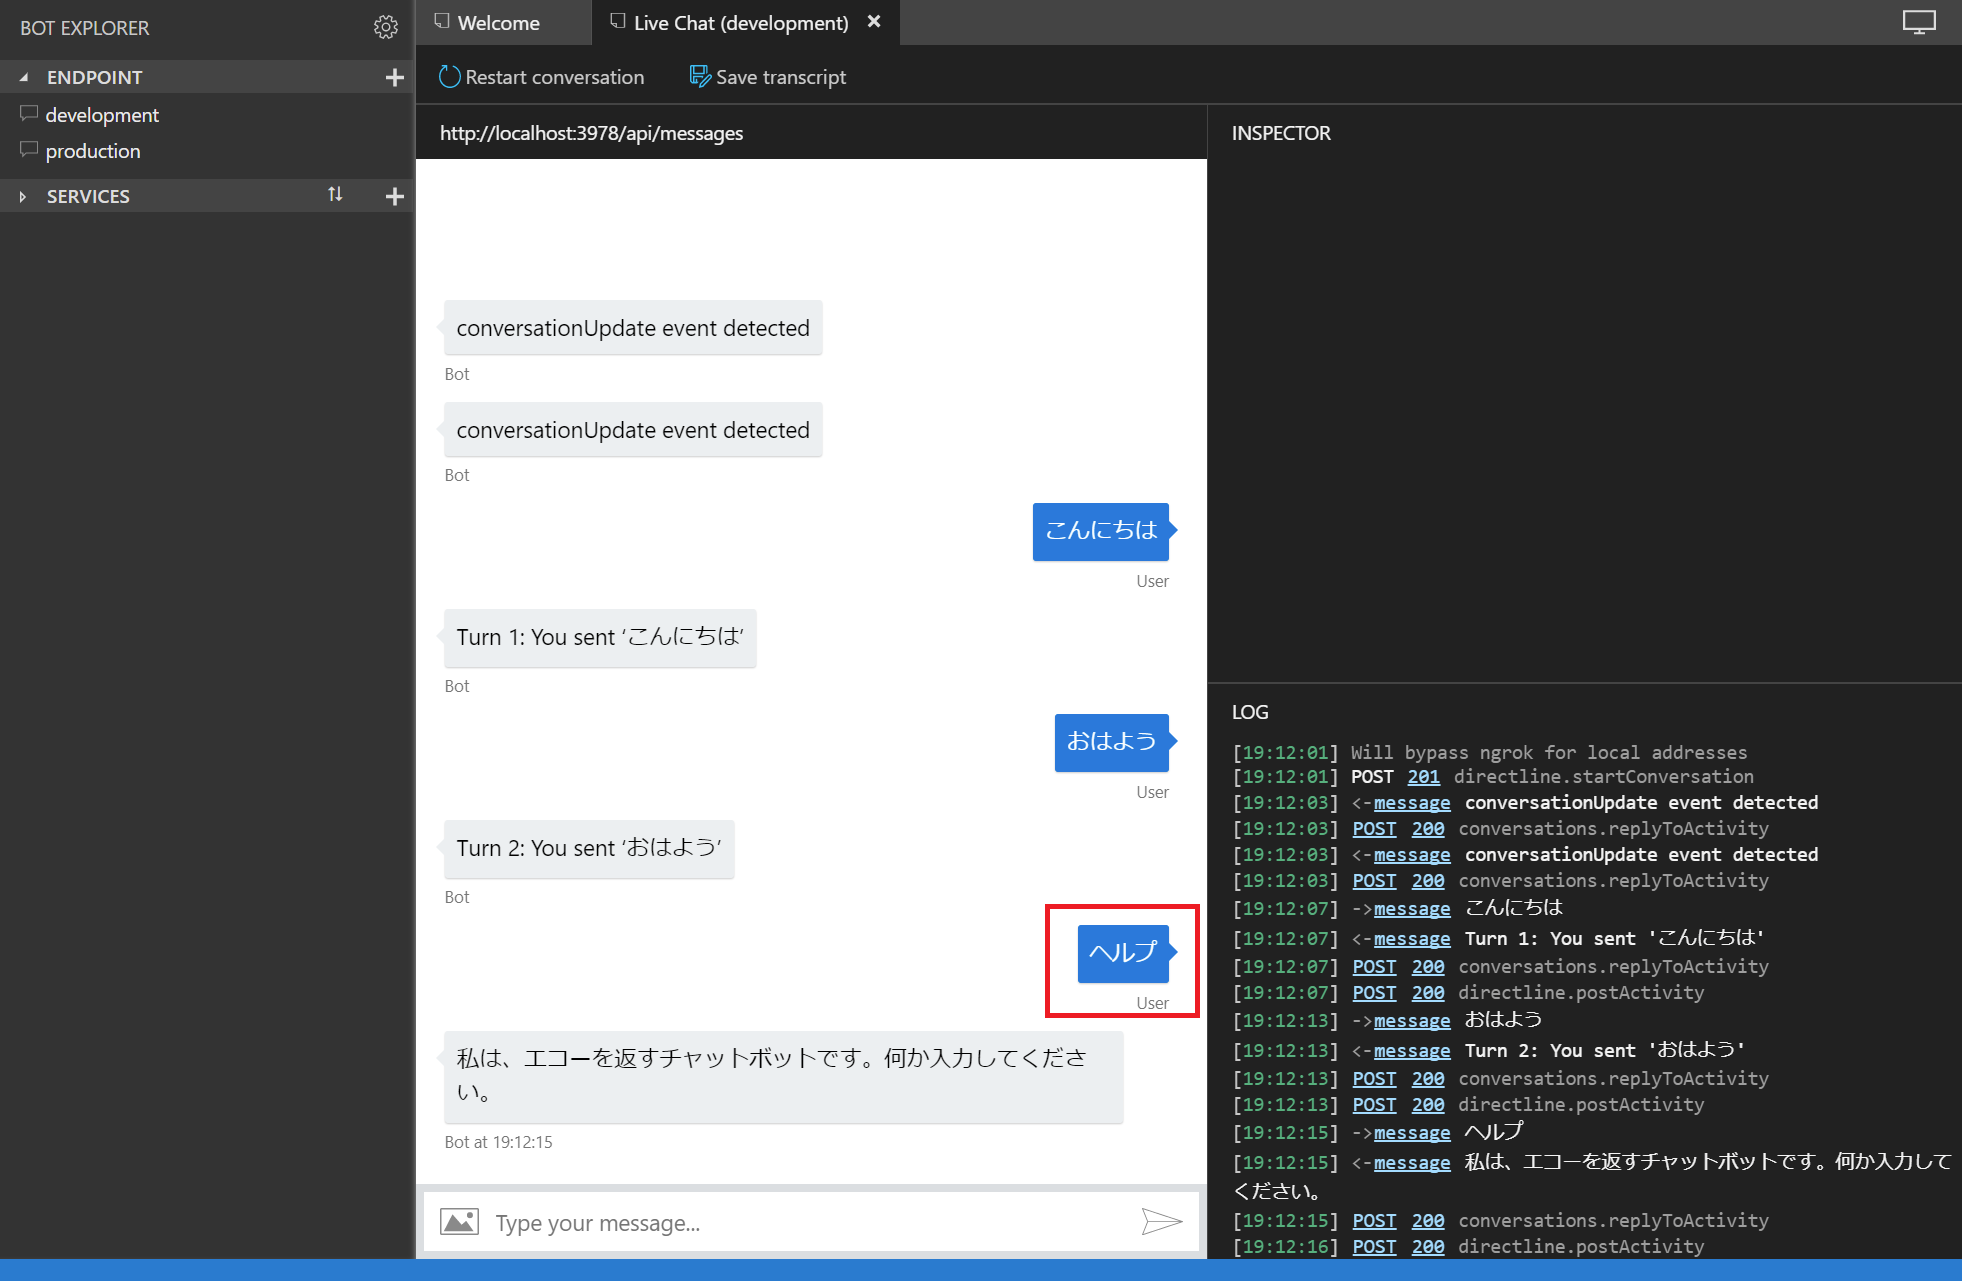 BOT EXPLORER
ENDPOINT
development
production
SERVICES
Welcome
Live Chat (development)
Restart conversation
Save transcript
http://localhost:3978/api/messages
conversationUpdate event detected
Bot
conversationUpdate event detected
Bot
こんにちは
User
Turn 1: You sent ‘こんにちは’
Bot
おはよう
User
Turn 2: You sent ‘おはよう’
Bot
ヘルプ
User
私は、エコーを返すチャットボットです。何か入力してくださ
い。
Bot at 19:12:15
Type your message...
INSPECTOR
LOG
[19:12:01] Will bypass ngrok for local addresses
[19:12:01] POST 201 directline.startConversation
[19:12:03] <-message conversationUpdate event detected
[19:12:03] POST 200 conversations.replyToActivity
[19:12:03] <-message conversationUpdate event detected
[19:12:03] POST 200 conversations.replyToActivity
[19:12:07] ->message こんにちは
[19:12:07] <-message Turn 1: You sent 'こんにちは'
[19:12:07] POST 200 conversations.replyToActivity
[19:12:07] POST 200 directline.postActivity
[19:12:13] ->message おはよう
[19:12:13] <-message Turn 2: You sent 'おはよう'
[19:12:13] POST 200 conversations.replyToActivity
[19:12:13] POST 200 directline.postActivity
[19:12:15] ->message ヘルプ
[19:12:15] <-message 私は、エコーを返すチャットボットです。何か入力して
ください。
[19:12:15] POST 200 conversations.replyToActivity
[19:12:16] POST 200 directline.postActivity